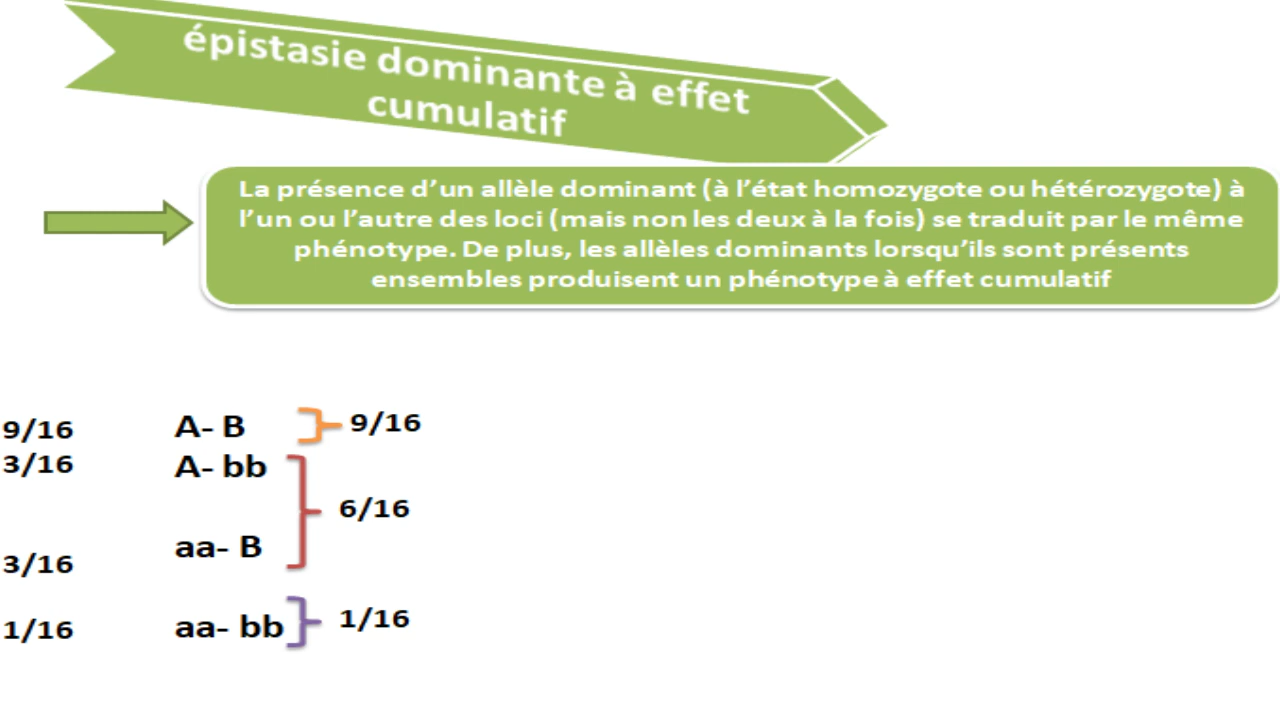 épistasie dominante à effet
cumulatif
La présence d'un allèle dominant (à l'état homozygote ou hétérozygote) à
l'un ou l'autre des loci (mais non les deux à la fois) se traduit par le même
phénotype. De plus, les allèles dominants lorsqu'ils sont présents
ensembles produisent un phénotype à effet cumulatif
9/16 A- B 9/16
3/16 A- bb
6/16
3/16 aa- B
1/16 aa- bb 1/16